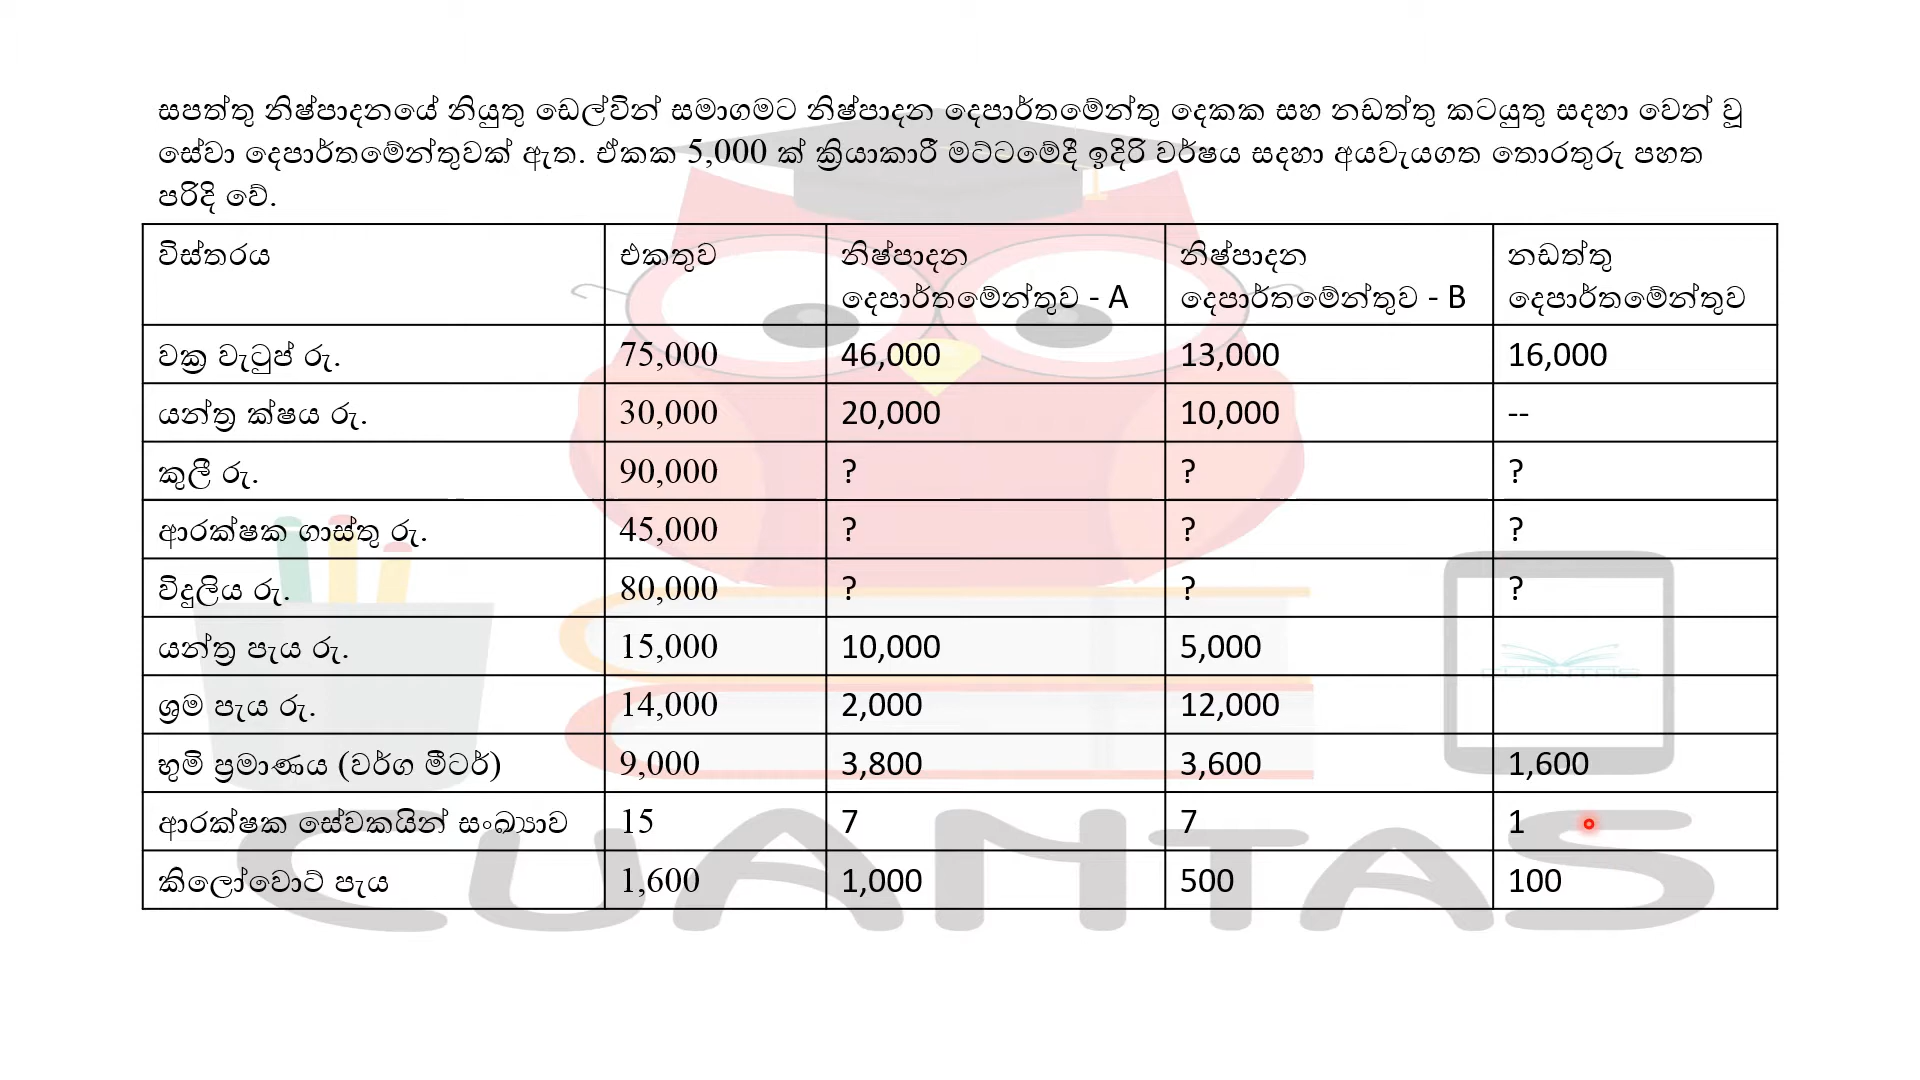 සපත්තු නිෂ්පාදනයේ නියුතු ඩෙල්වින් සමාගමට නිෂ්පාදන දෙපාර්තමේන්තු දෙකක සහ නඩත්තු කටයුතු සදහා වෙන් වූ
සේවා දෙපාර්තමේන්තුවක් ඇත. ඒකක 5,000 ක් ක්‍රියාකාරී මට්ටමේදී ඉදිරි වර්ෂය සදහා අයවැයගත තොරතුරු පහත
පරිදි වේ.
විස්තරය එකතුව නිෂ්පාදන දෙපාර්තමේන්තුව - A නිෂ්පාදන දෙපාර්තමේන්තුව - B නඩත්තු දෙපාර්තමේන්තුව
වක්‍ර වැටුප් රු. 75,000 46,000 13,000 16,000
යන්ත්‍ර ක්ෂය රු. 30,000 20,000 10,000 --
කුලී රු. 90,000 ? ? ?
ආරක්ෂක ගාස්තු රු. 45,000 ? ? ?
විදුලිය රු. 80,000 ? ? ?
යන්ත්‍ර පැය රු. 15,000 10,000 5,000
ශ්‍රම පැය රු. 14,000 2,000 12,000
භුමි ප්‍රමාණය (වර්ග මීටර්) 9,000 3,800 3,600 1,600
ආරක්ෂක සේවකයින් සංඛ්‍යාව 15 7 7 1
කිලෝවොට් පැය 1,600 1,000 500 100
CUANTAS
CUANTAS